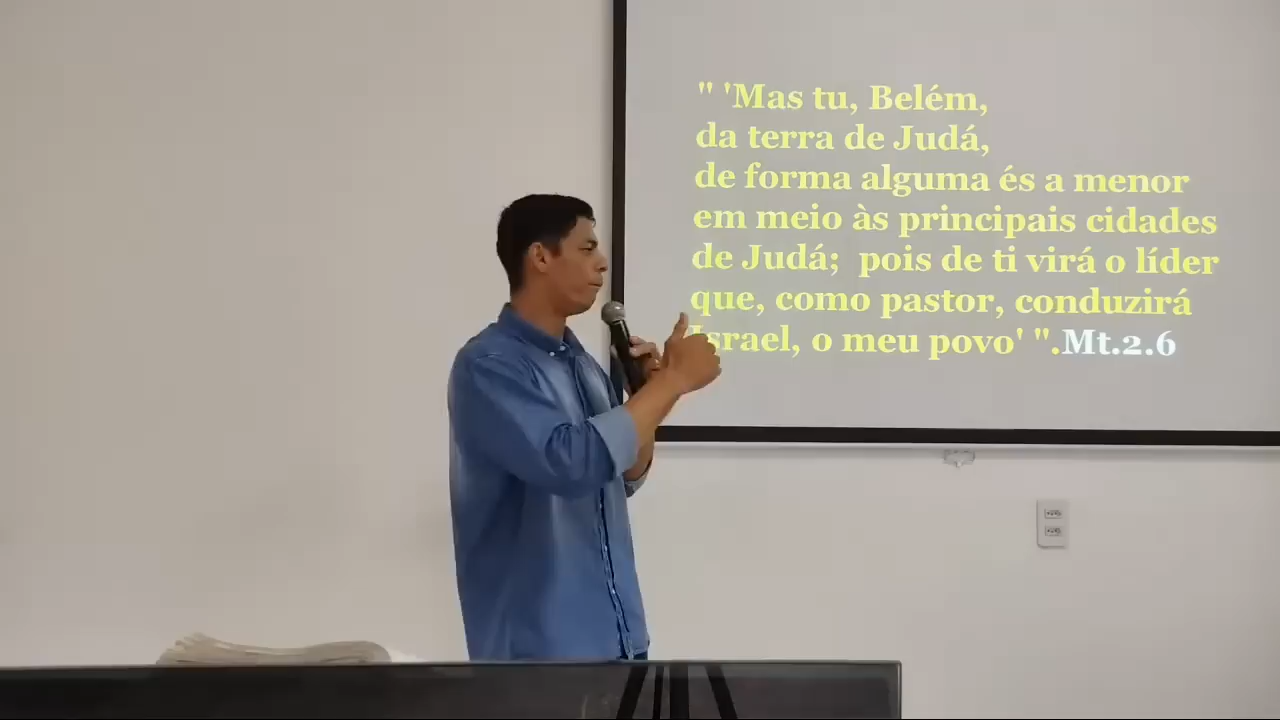 " 'Mas tu, Belém,
da terra de Judá,
de forma alguma és a menor
em meio às principais cidades
de Judá;  pois de ti virá o líder
que, como pastor, conduzirá
Israel, o meu povo' ".Mt.2.6